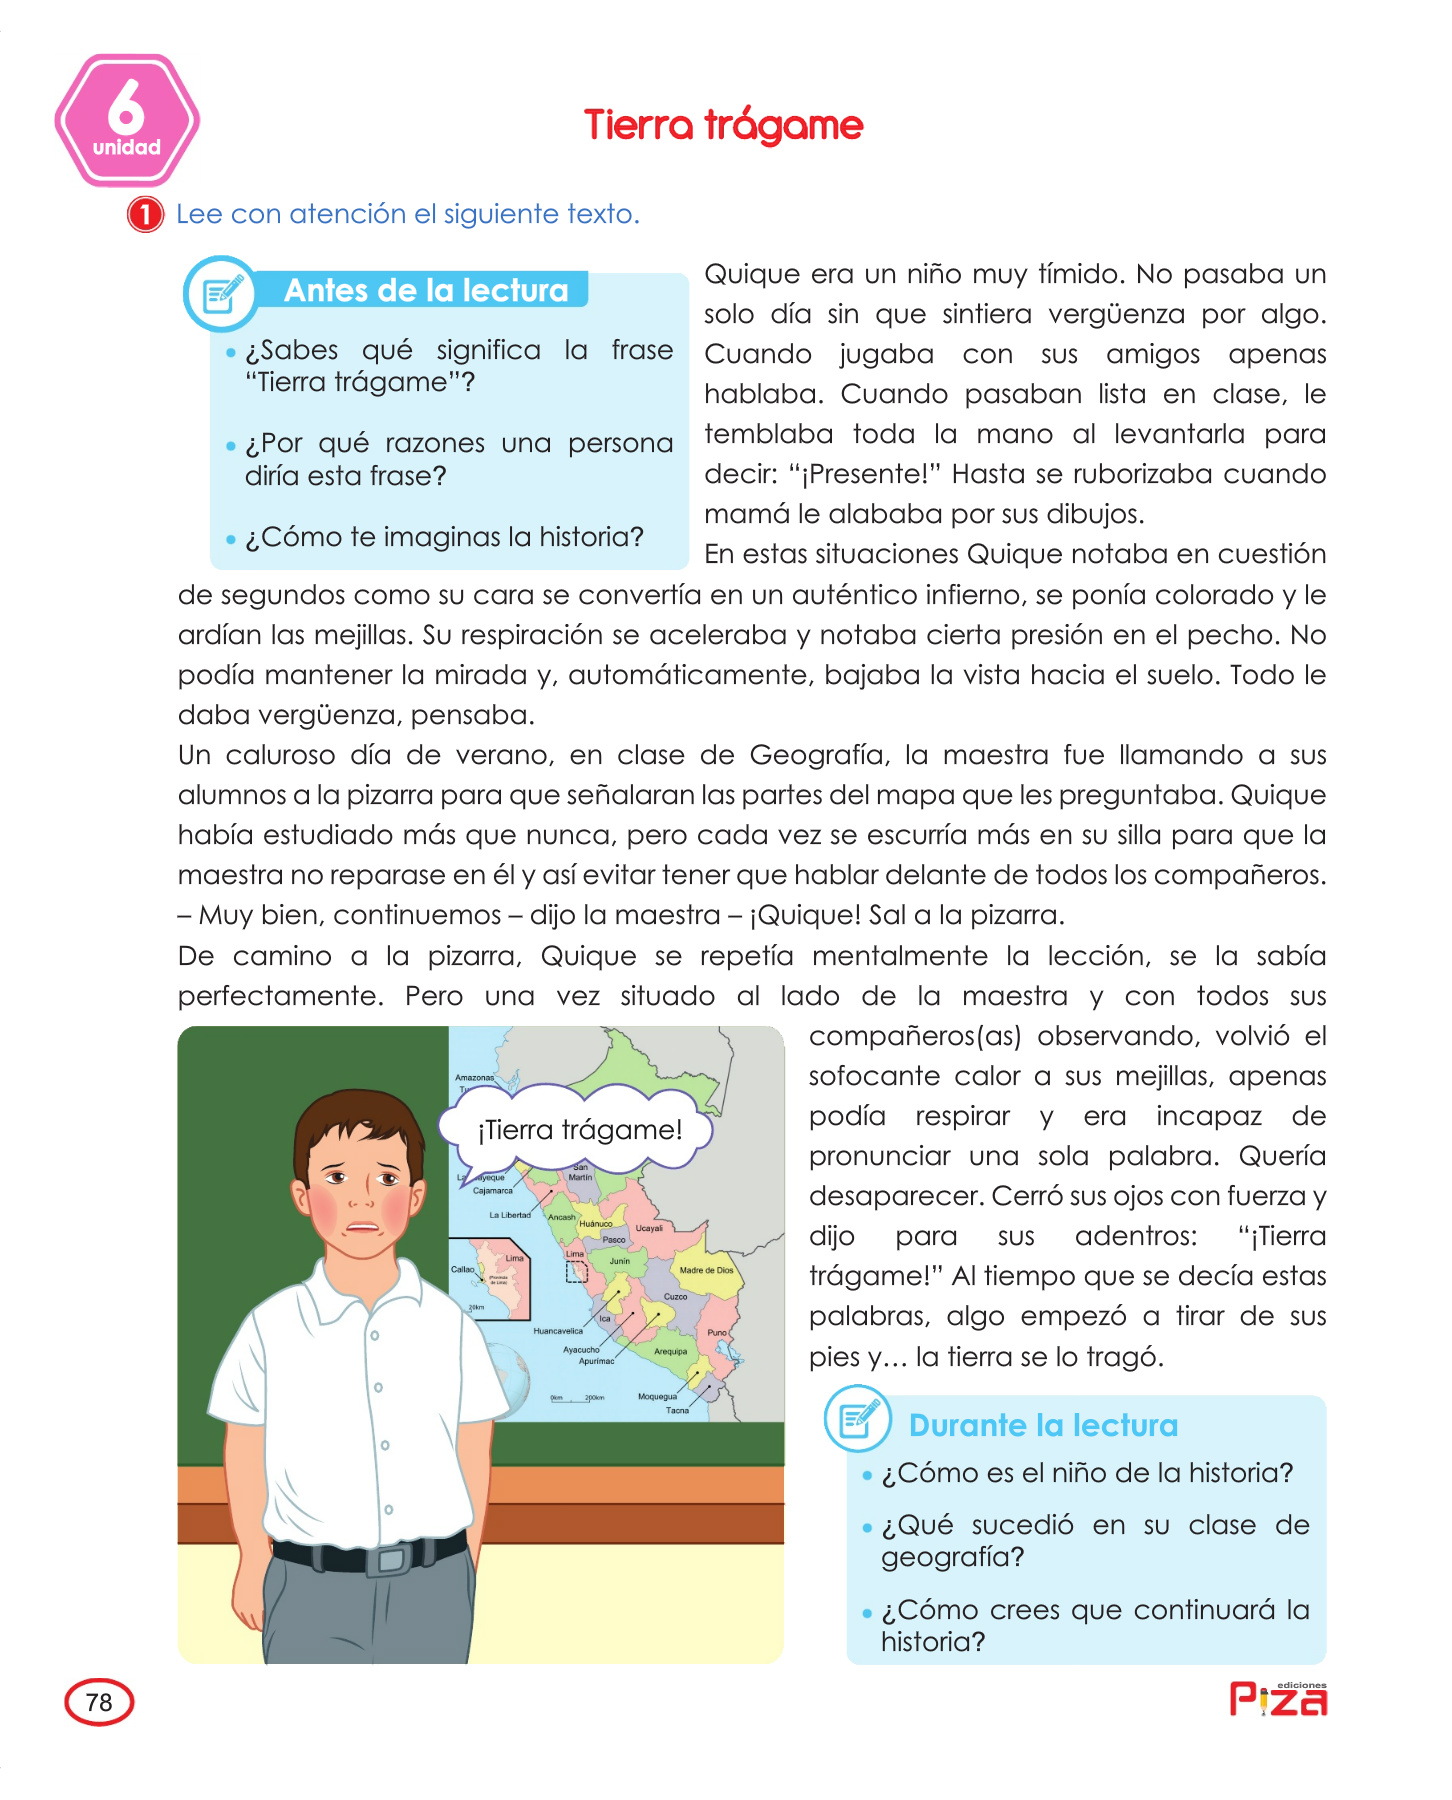 6
unidad
Tierra trágame
1 Lee con atención el siguiente texto.
Antes de la lectura
• ¿Sabes qué significa la frase
“Tierra trágame”?
• ¿Por qué razones una persona
diría esta frase?
• ¿Cómo te imaginas la historia?
Quique era un niño muy tímido. No pasaba un
solo día sin que sintiera vergüenza por algo.
Cuando jugaba con sus amigos apenas
hablaba. Cuando pasaban lista en clase, le
temblaba toda la mano al levantarla para
decir: “¡Presente!” Hasta se ruborizaba cuando
mamá le alababa por sus dibujos.
En estas situaciones Quique notaba en cuestión
de segundos como su cara se convertía en un auténtico infierno, se ponía colorado y le
ardían las mejillas. Su respiración se aceleraba y notaba cierta presión en el pecho. No
podía mantener la mirada y, automáticamente, bajaba la vista hacia el suelo. Todo le
daba vergüenza, pensaba.
Un caluroso día de verano, en clase de Geografía, la maestra fue llamando a sus
alumnos a la pizarra para que señalaran las partes del mapa que les preguntaba. Quique
había estudiado más que nunca, pero cada vez se escurría más en su silla para que la
maestra no reparase en él y así evitar tener que hablar delante de todos los compañeros.
– Muy bien, continuemos – dijo la maestra – ¡Quique! Sal a la pizarra.
De camino a la pizarra, Quique se repetía mentalmente la lección, se la sabía
perfectamente. Pero una vez situado al lado de la maestra y con todos sus
compañeros(as) observando, volvió el
sofocante calor a sus mejillas, apenas
podía respirar y era incapaz de
pronunciar una sola palabra. Quería
desaparecer. Cerró sus ojos con fuerza y
dijo para sus adentros: “¡Tierra
trágame!” Al tiempo que se decía estas
palabras, algo empezó a tirar de sus
pies y… la tierra se lo tragó.
Amazonas
¡Tierra trágame!
San
Martín
Cajamarca
La Libertad
Ancash
Huánuco
Ucayali
Pasco
Lima
Junín
Lima
Callao
(Provincia
de Lima)
20km
Madre de Dios
Cuzco
Ica
Huancavelica
Puno
Ayacucho
Arequipa
Apurímac
0km 200km
Moquegua
Tacna
Durante la lectura
• ¿Cómo es el niño de la historia?
• ¿Qué sucedió en su clase de
geografía?
• ¿Cómo crees que continuará la
historia?
78
ediciones
Piza